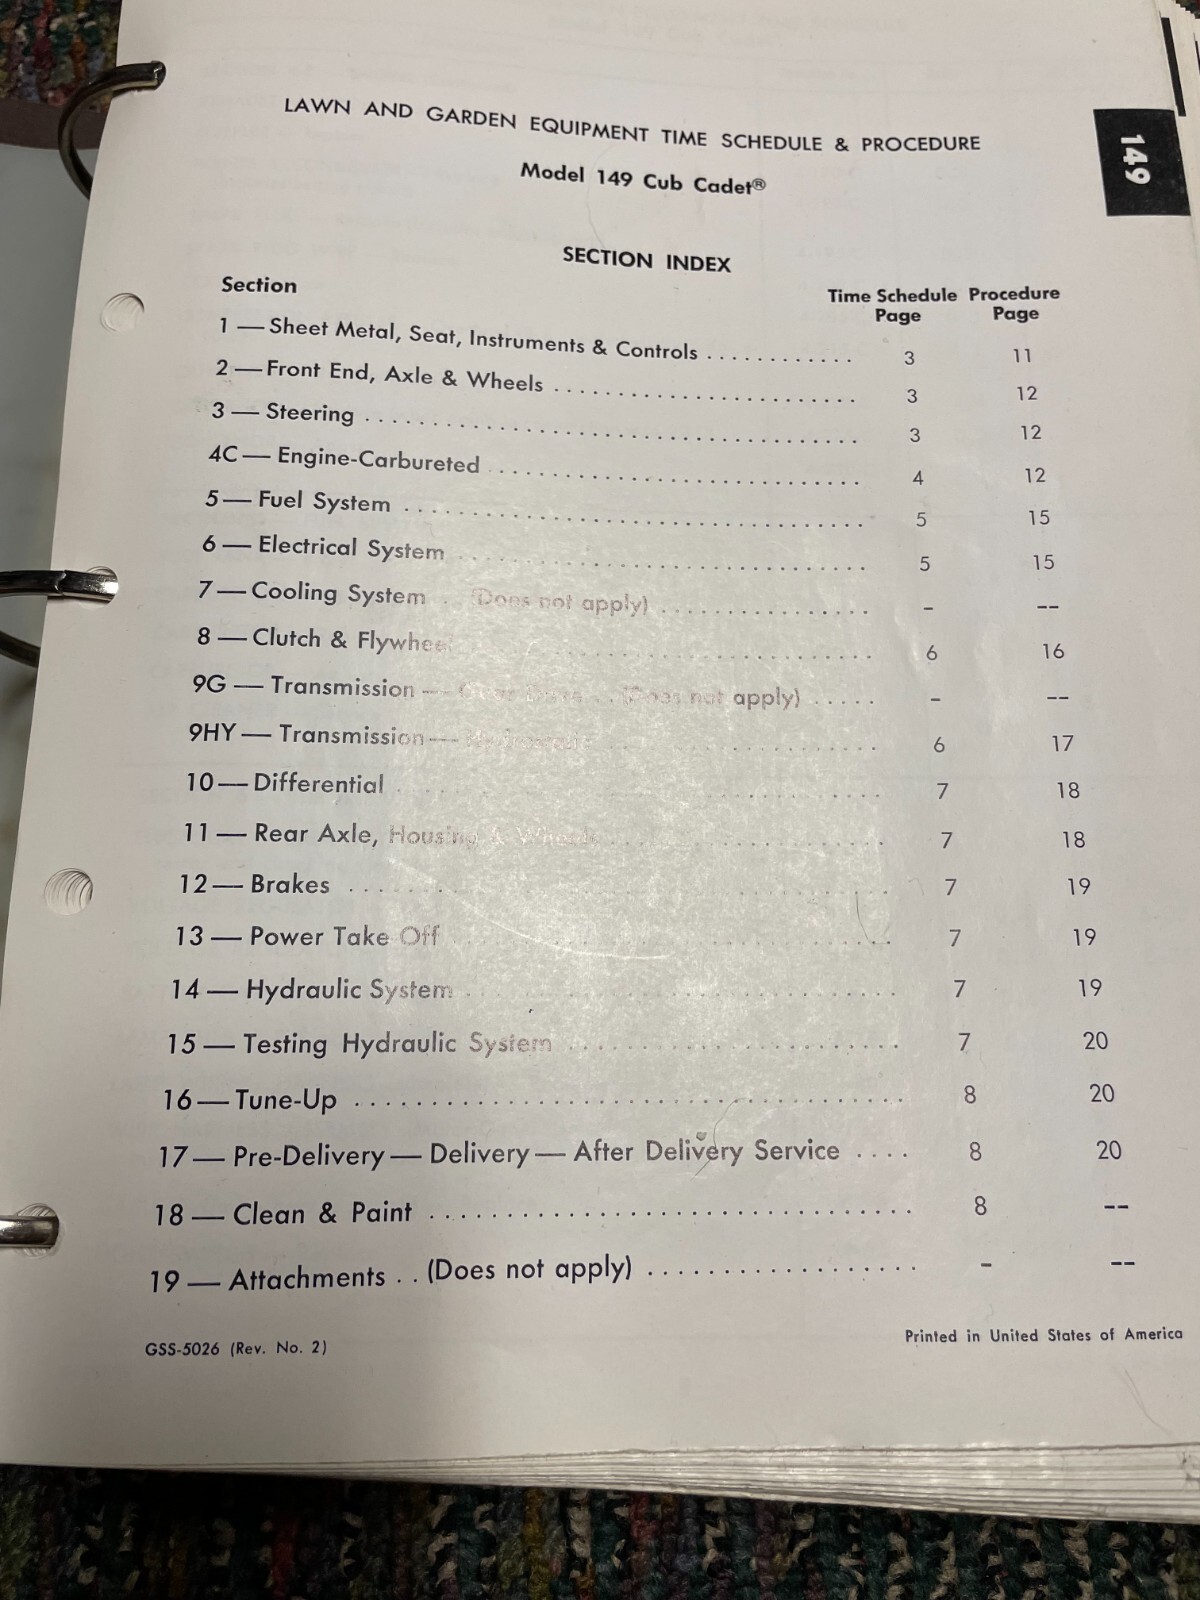 LAWN AND GARDEN EQUIPMENT TIME SCHEDULE & PROCEDURE
149
Model 149 Cub Cadet®
SECTION INDEX
Section Time Schedule Page Procedure Page
1 — Sheet Metal, Seat, Instruments & Controls ............ 3 11
2 — Front End, Axle & Wheels ....................... 3 12
3 — Steering ..................................... 3 12
4C — Engine-Carbureted ............................ 4 12
5 — Fuel System .................................. 5 15
6 — Electrical System ............................... 5 15
7 — Cooling System . (Does not apply) ................ - --
8 — Clutch & Flywheel ............................. 6 16
9G — Transmission — Gear Drive . . (Does not apply) ..... - --
9HY — Transmission — Hydrostatic ..................... 6 17
10 — Differential .................................... 7 18
11 — Rear Axle, Housing & Wheels ..................... 7 18
12 — Brakes ........................................ 7 19
13 — Power Take Off ................................. 7 19
14 — Hydraulic System ................................ 7 19
15 — Testing Hydraulic System ......................... 7 20
16 — Tune-Up ....................................... 8 20
17 — Pre-Delivery — Delivery — After Delivery Service .... 8 20
18 — Clean & Paint ................................ 8 --
19 — Attachments . . (Does not apply) .................. - --
GSS-5026 (Rev. No. 2) Printed in United States of America